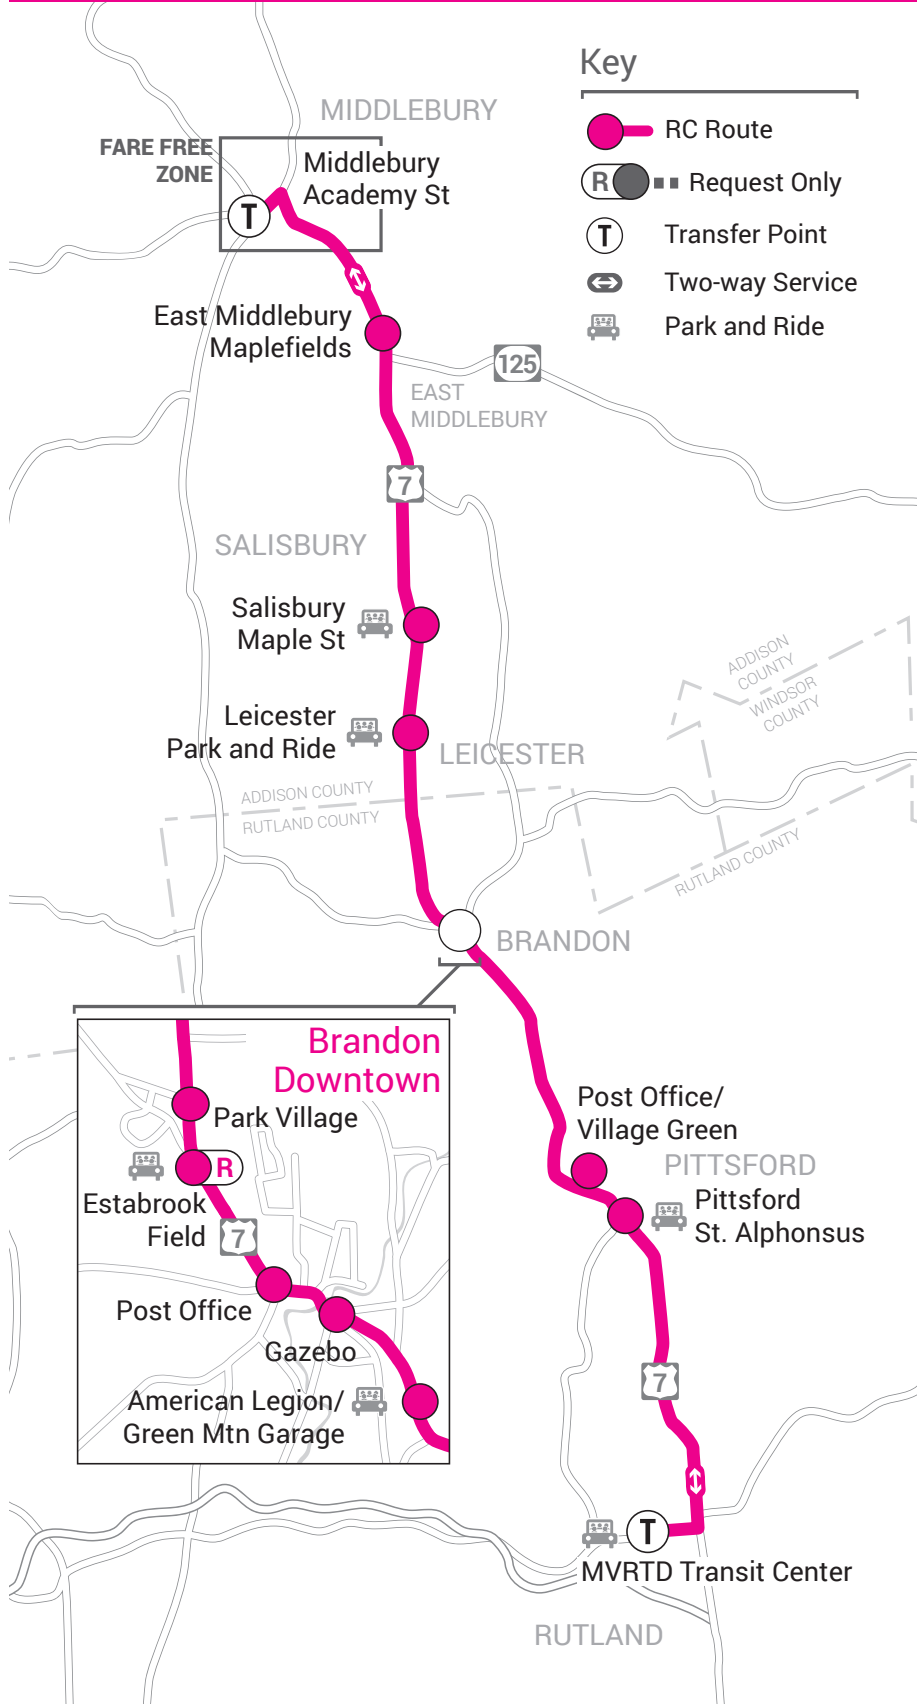 Key
RC Route
R Request Only
T Transfer Point
Two-way Service
Park and Ride
MIDDLEBURY
FARE FREE
ZONE
Middlebury
Academy St
T
East Middlebury
Maplefields
125
EAST
MIDDLEBURY
7
SALISBURY
Salisbury
Maple St
ADDISON
COUNTY
WINDSOR
COUNTY
Leicester
Park and Ride
LEICESTER
ADDISON COUNTY
RUTLAND COUNTY
RUTLAND COUNTY
BRANDON
Brandon
Downtown
Park Village
R
Estabrook
Field
7
Post Office
Gazebo
American Legion/
Green Mtn Garage
Post Office/
Village Green
PITTSFORD
Pittsford
St. Alphonsus
7
T
MVRTD Transit Center
RUTLAND